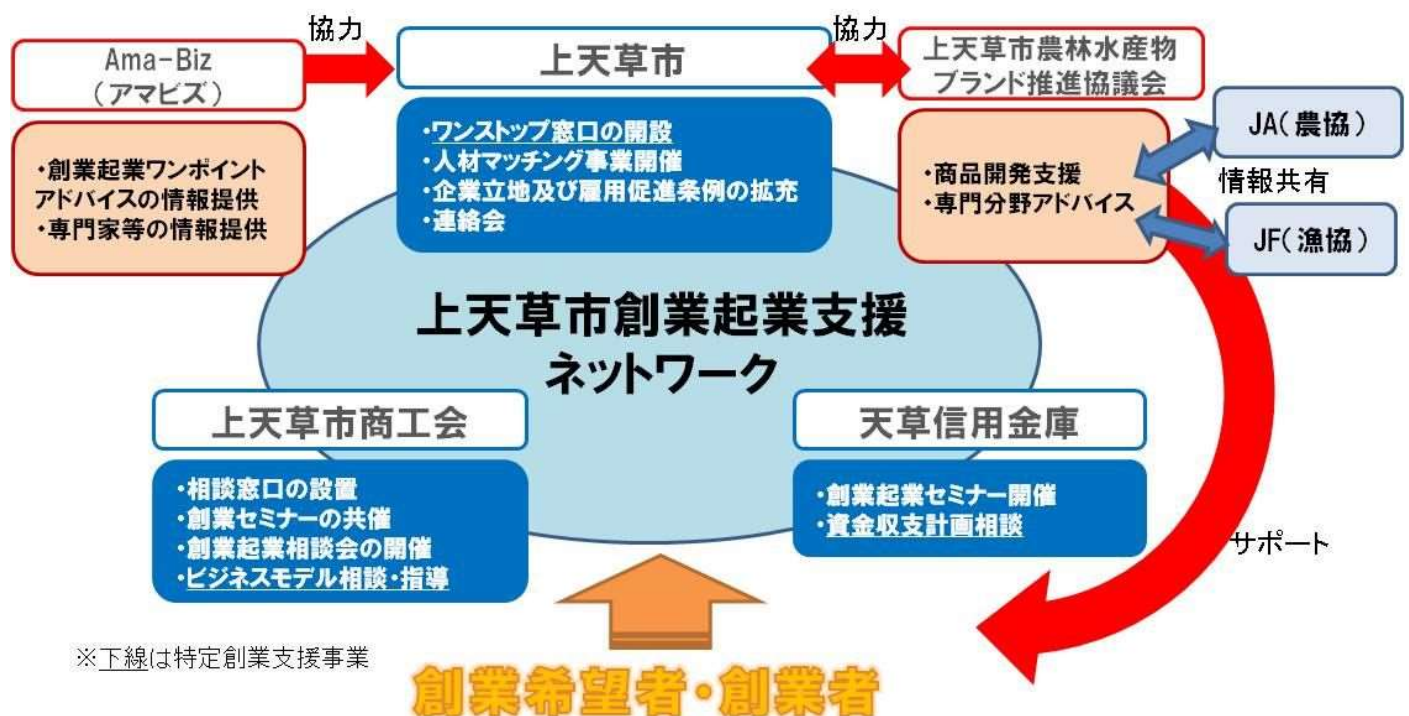 協力
協力
Ama-Biz
(アマビズ)
上天草市
上天草市農林水産物
ブランド推進協議会
・創業起業ワンポイント
アドバイスの情報提供
・専門家等の情報提供
・ワンストップ窓口の開設
・人材マッチング事業開催
・企業立地及び雇用促進条例の拡充
・連絡会
・商品開発支援
・専門分野アドバイス
JA(農協)
情報共有
JF(漁協)
上天草市創業起業支援
ネットワーク
上天草市商工会
・相談窓口の設置
・創業セミナーの共催
・創業起業相談会の開催
・ビジネスモデル相談・指導
天草信用金庫
・創業起業セミナー開催
・資金収支計画相談
サポート
※下線は特定創業支援事業
創業希望者・創業者